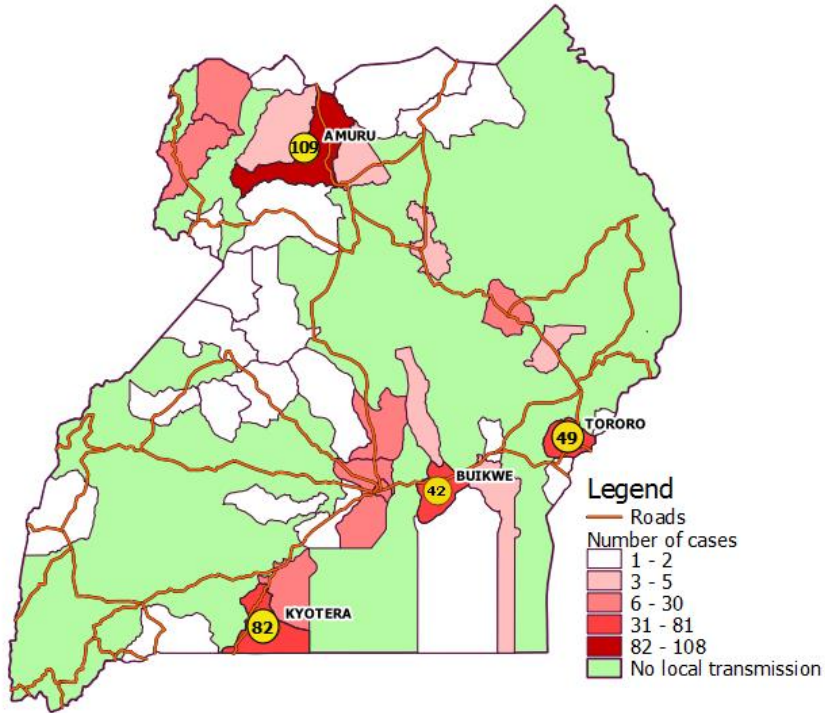 AMURU
109
TORORO
49
BUIKWE
42
KYOTERA
82
Legend
Roads
Number of cases
1 - 2
3 - 5
6 - 30
31 - 81
82 - 108
No local transmission